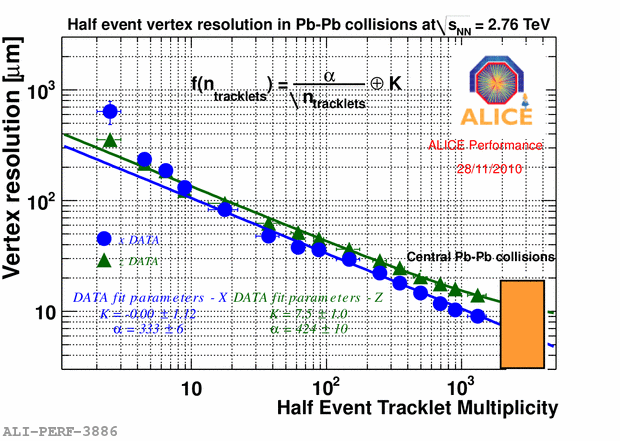 Half event vertex resolution in Pb-Pb collisions at √s_NN = 2.76 TeV
Vertex resolution [μm]
f(n_tracklets) = α / √n_tracklets ⊕ K
ALICE
ALICE Performance
28/11/2010
10³
10²
10
x DATA
z DATA
Central Pb-Pb collisions
DATA fit parameters - X
K = -0.00 ± 1.12
α = 333 ± 6
DATA fit parameters - Z
K = 7.5 ± 1.0
α = 424 ± 10
10
10²
10³
Half Event Tracklet Multiplicity
ALI-PERF-3886